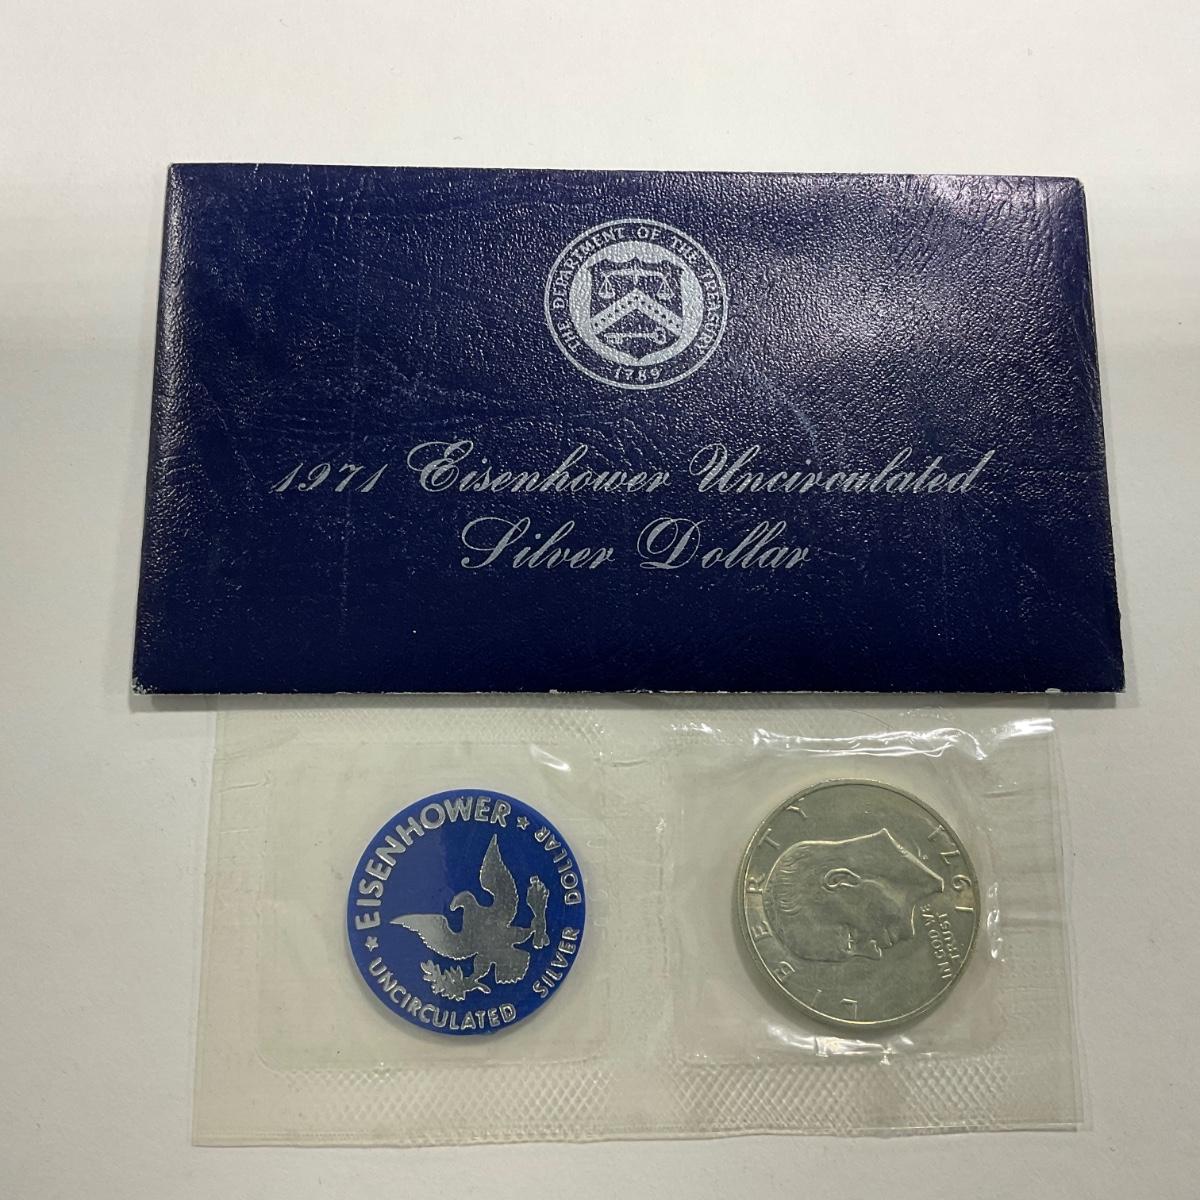 THE DEPARTMENT OF THE TREASURY
1789
1971 Eisenhower Uncirculated
Silver Dollar
★ EISENHOWER ★
UNCIRCULATED SILVER DOLLAR
LIBERTY
1971
IN GOD WE
TRUST